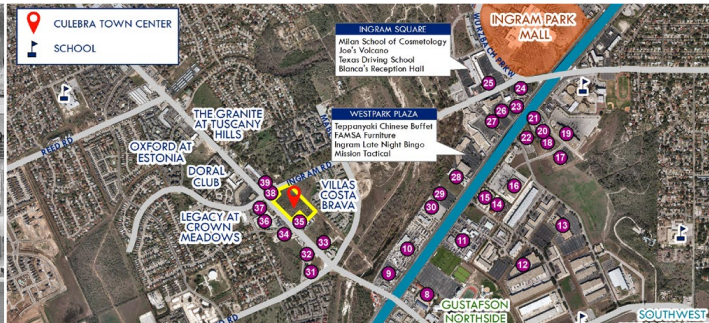 CULEBRA TOWN CENTER
SCHOOL
INGRAM SQUARE
Milan School of Cosmetology
Joe's Volcano
Texas Driving School
Blanca's Reception Hall
WURZBACH PARKW
INGRAM PARK
MALL
25
24
23
26
27
21
20
22
18
19
17
WESTPARK PLAZA
Teppanyaki Chinese Buffet
FAMSA Furniture
Ingram Late Night Bingo
Mission Tactical
REED RD
THE GRANITE
AT TUSCANY
HILLS
OXFORD AT
ESTONIA
DORAL
CLUB
LEGACY AT
CROWN
MEADOWS
INGRAM RD
VILLAS
COSTA
BRAVA
39
38
37
36
35
34
33
32
31
28
29
30
16
15
14
13
12
11
10
9
8
GUSTAFSON
NORTHSIDE
SOUTHWEST